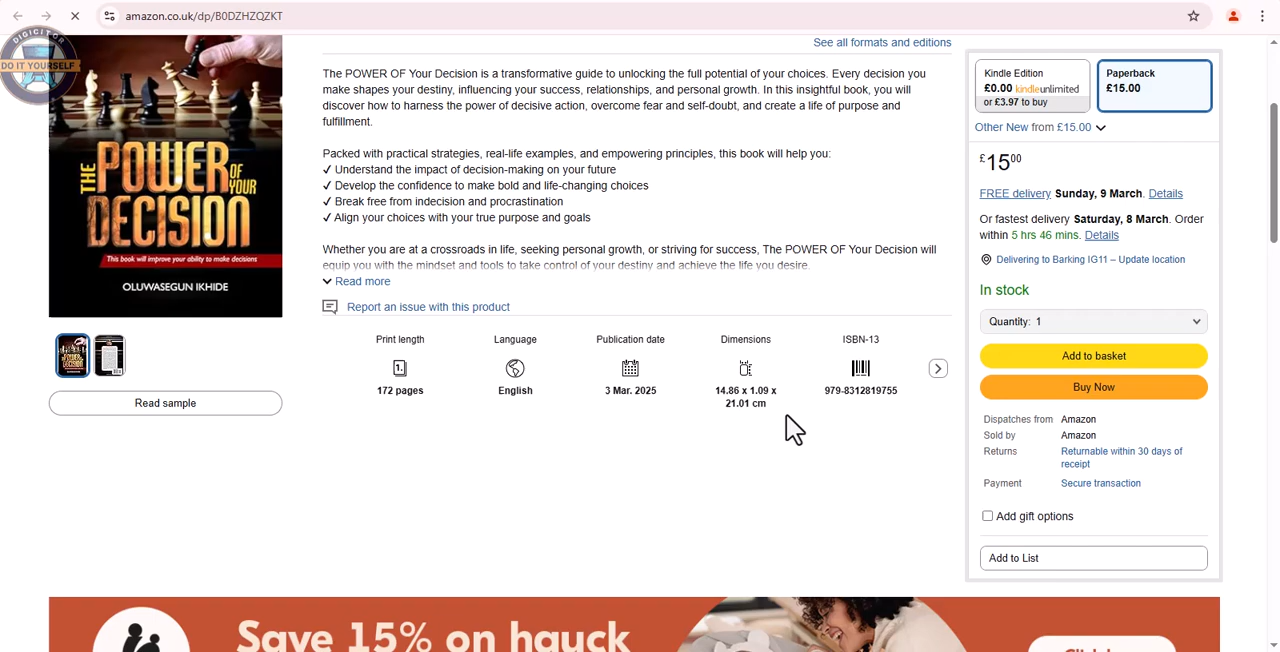 amazon.co.uk/dp/B0DZHZQZKT
DIGICITOR
DO IT YOURSELF
THE POWER OF YOUR DECISION
This book will improve your ability to make decisions
OLUWASEGUN IKHIDE
Read sample
See all formats and editions
The POWER OF Your Decision is a transformative guide to unlocking the full potential of your choices. Every decision you
make shapes your destiny, influencing your success, relationships, and personal growth. In this insightful book, you will
discover how to harness the power of decisive action, overcome fear and self-doubt, and create a life of purpose and
fulfillment.
Packed with practical strategies, real-life examples, and empowering principles, this book will help you:
✓ Understand the impact of decision-making on your future
✓ Develop the confidence to make bold and life-changing choices
✓ Break free from indecision and procrastination
✓ Align your choices with your true purpose and goals
Whether you are at a crossroads in life, seeking personal growth, or striving for success, The POWER OF Your Decision will
equip you with the mindset and tools to take control of your destiny and achieve the life you desire.
Read more
Report an issue with this product
Print length
172 pages
Language
English
Publication date
3 Mar. 2025
Dimensions
14.86 x 1.09 x
21.01 cm
ISBN-13
979-8312819755
Kindle Edition
£0.00 kindleunlimited
or £3.97 to buy
Paperback
£15.00
Other New from £15.00
£1500
FREE delivery Sunday, 9 March. Details
Or fastest delivery Saturday, 8 March. Order
within 5 hrs 46 mins. Details
Delivering to Barking IG11 – Update location
In stock
Quantity: 1
Add to basket
Buy Now
Dispatches from Amazon
Sold by Amazon
Returns Returnable within 30 days of
receipt
Payment Secure transaction
Add gift options
Add to List
Save 15% on hauck